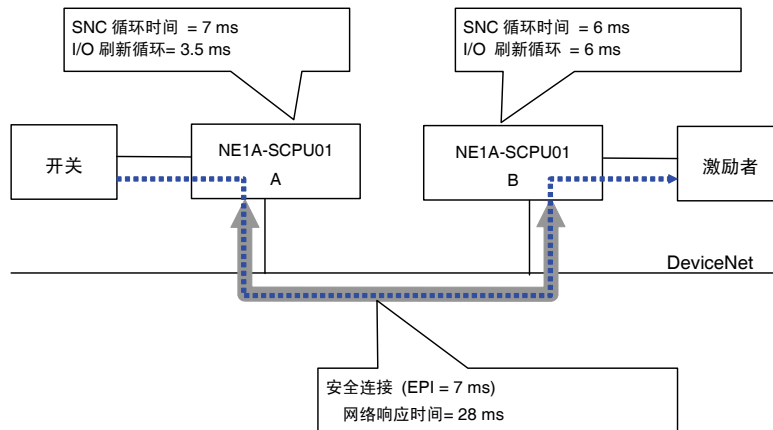 SNC 循环时间 = 7 ms
I/O 刷新循环= 3.5 ms
SNC 循环时间 = 6 ms
I/O 刷新循环 = 6 ms
开关
NE1A-SCPU01
A
NE1A-SCPU01
B
激励者
DeviceNet
安全连接 (EPI = 7 ms)
网络响应时间= 28 ms